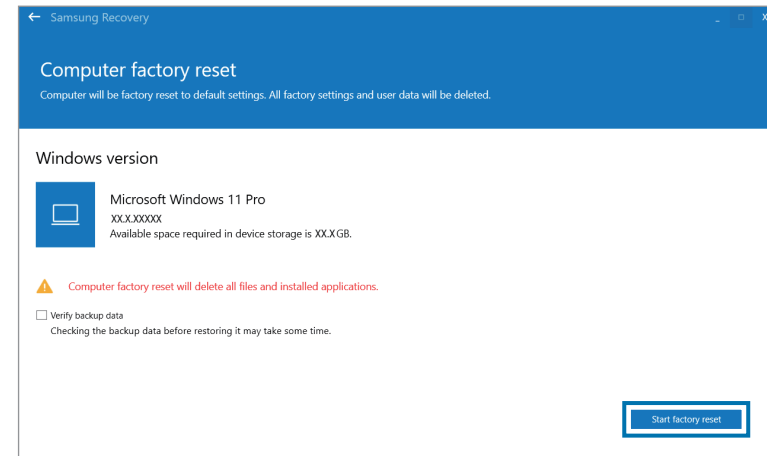 Samsung Recovery
Computer factory reset
Computer will be factory reset to default settings. All factory settings and user data will be deleted.
Windows version
Microsoft Windows 11 Pro
XX.X.XXXXX
Available space required in device storage is XX.X GB.
Computer factory reset will delete all files and installed applications.
Verify backup data
Checking the backup data before restoring it may take some time.
Start factory reset